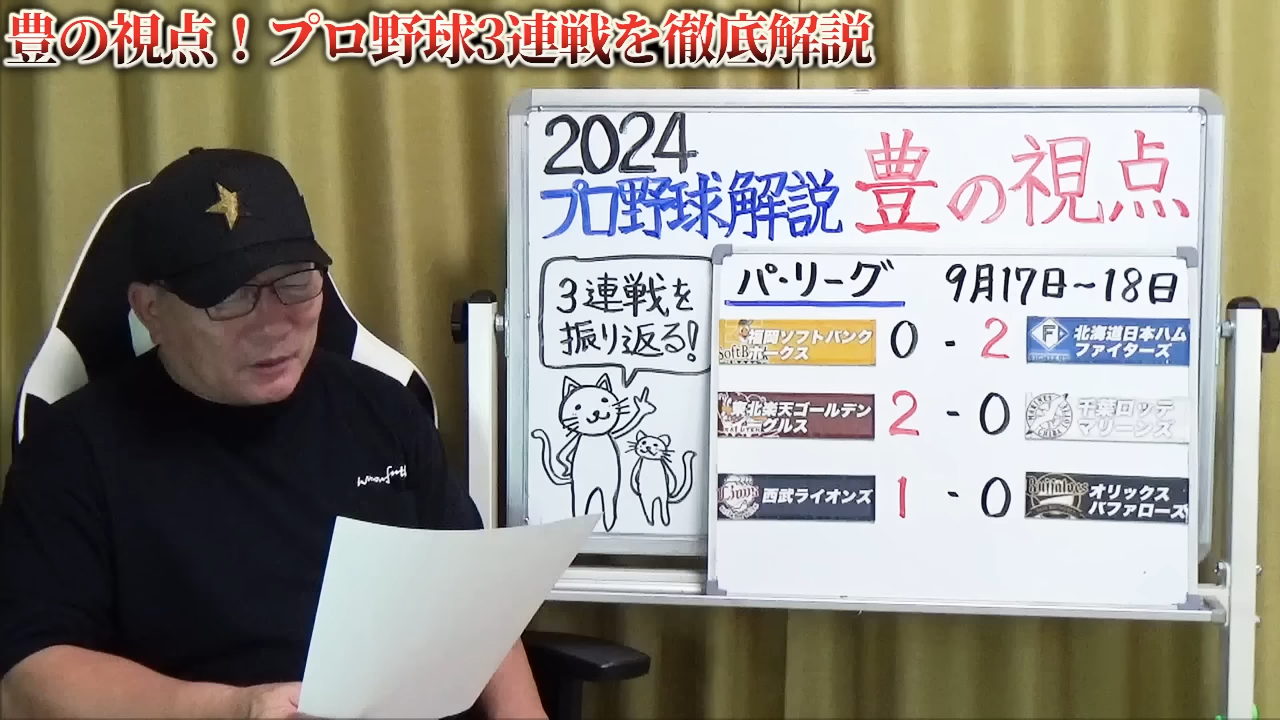 豊の視点！プロ野球3連戦を徹底解説
2024
プロ野球解説 豊の視点
3連戦を
振り返る!
パ・リーグ 9月17日~18日
福岡ソフトバンク
ークス
0 - 2
北海道日本ハム
ファイターズ
東北楽天ゴールデン
ーグルス
2 - 0
千葉ロッテ
マリーンズ
Lions
西武ライオンズ
1 - 0
Buffaloes
オリックス
バファローズ